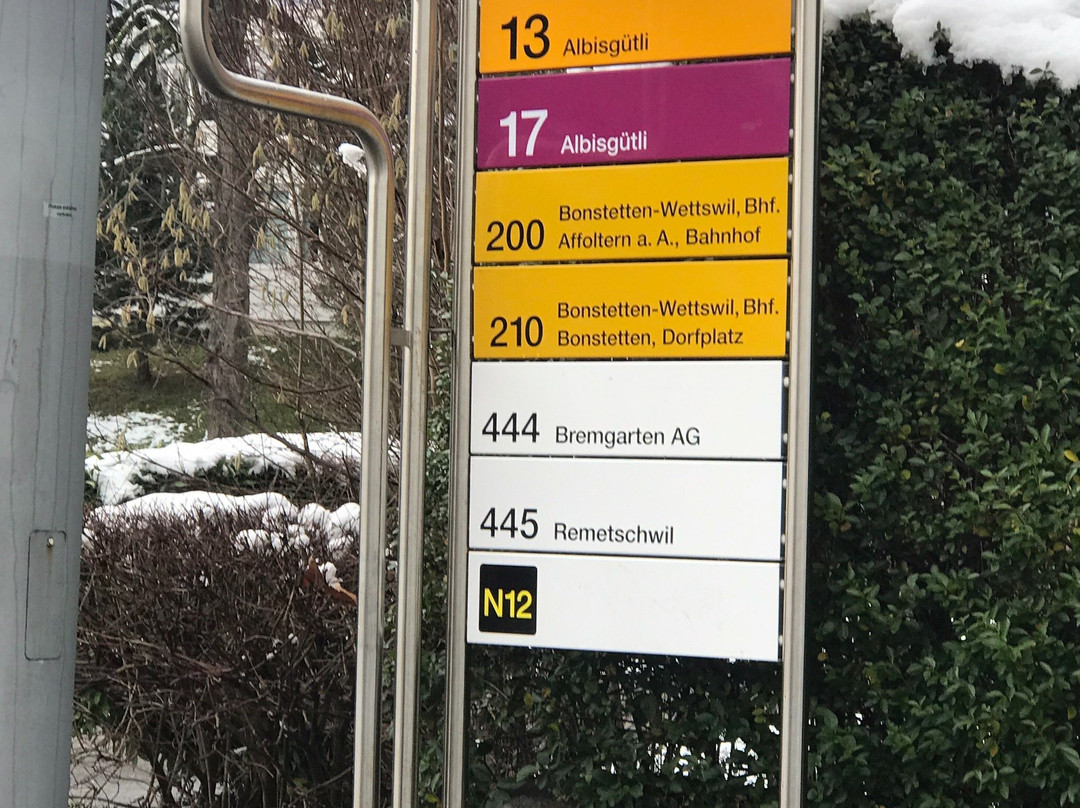 13 Albisgütli
17 Albisgütli
Bonstetten-Wettswil, Bhf.
200 Affoltern a. A., Bahnhof
Bonstetten-Wettswil, Bhf.
210 Bonstetten, Dorfplatz
444 Bremgarten AG
445 Remetschwil
N12